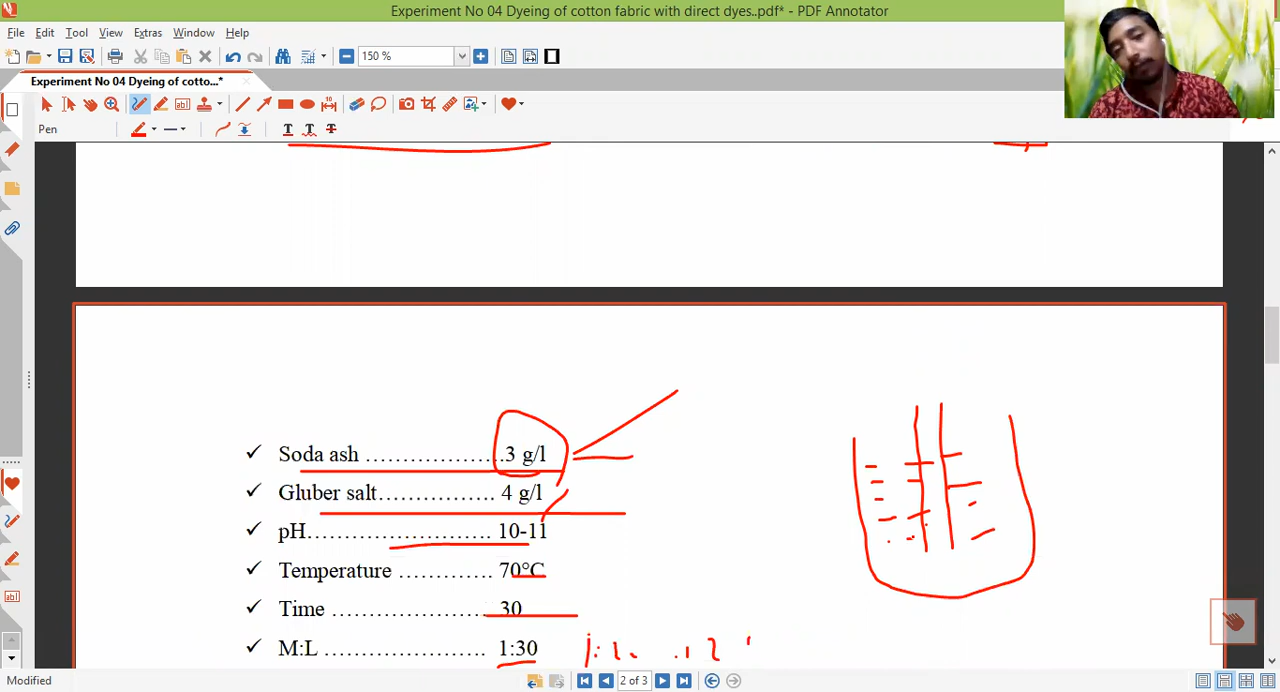 Experiment No 04 Dyeing of cotton fabric with direct dyes..pdf* - PDF Annotator
File Edit Tool View Extras Window Help
150 %
Experiment No 04 Dyeing of cotto...*
Pen
✓ Soda ash ……………….3 g/l
✓ Gluber salt……………. 4 g/l
✓ pH……………………. 10-11
✓ Temperature …………. 70°C
✓ Time ………………… 30
✓ M:L ………………… 1:30
Modified
2 of 3